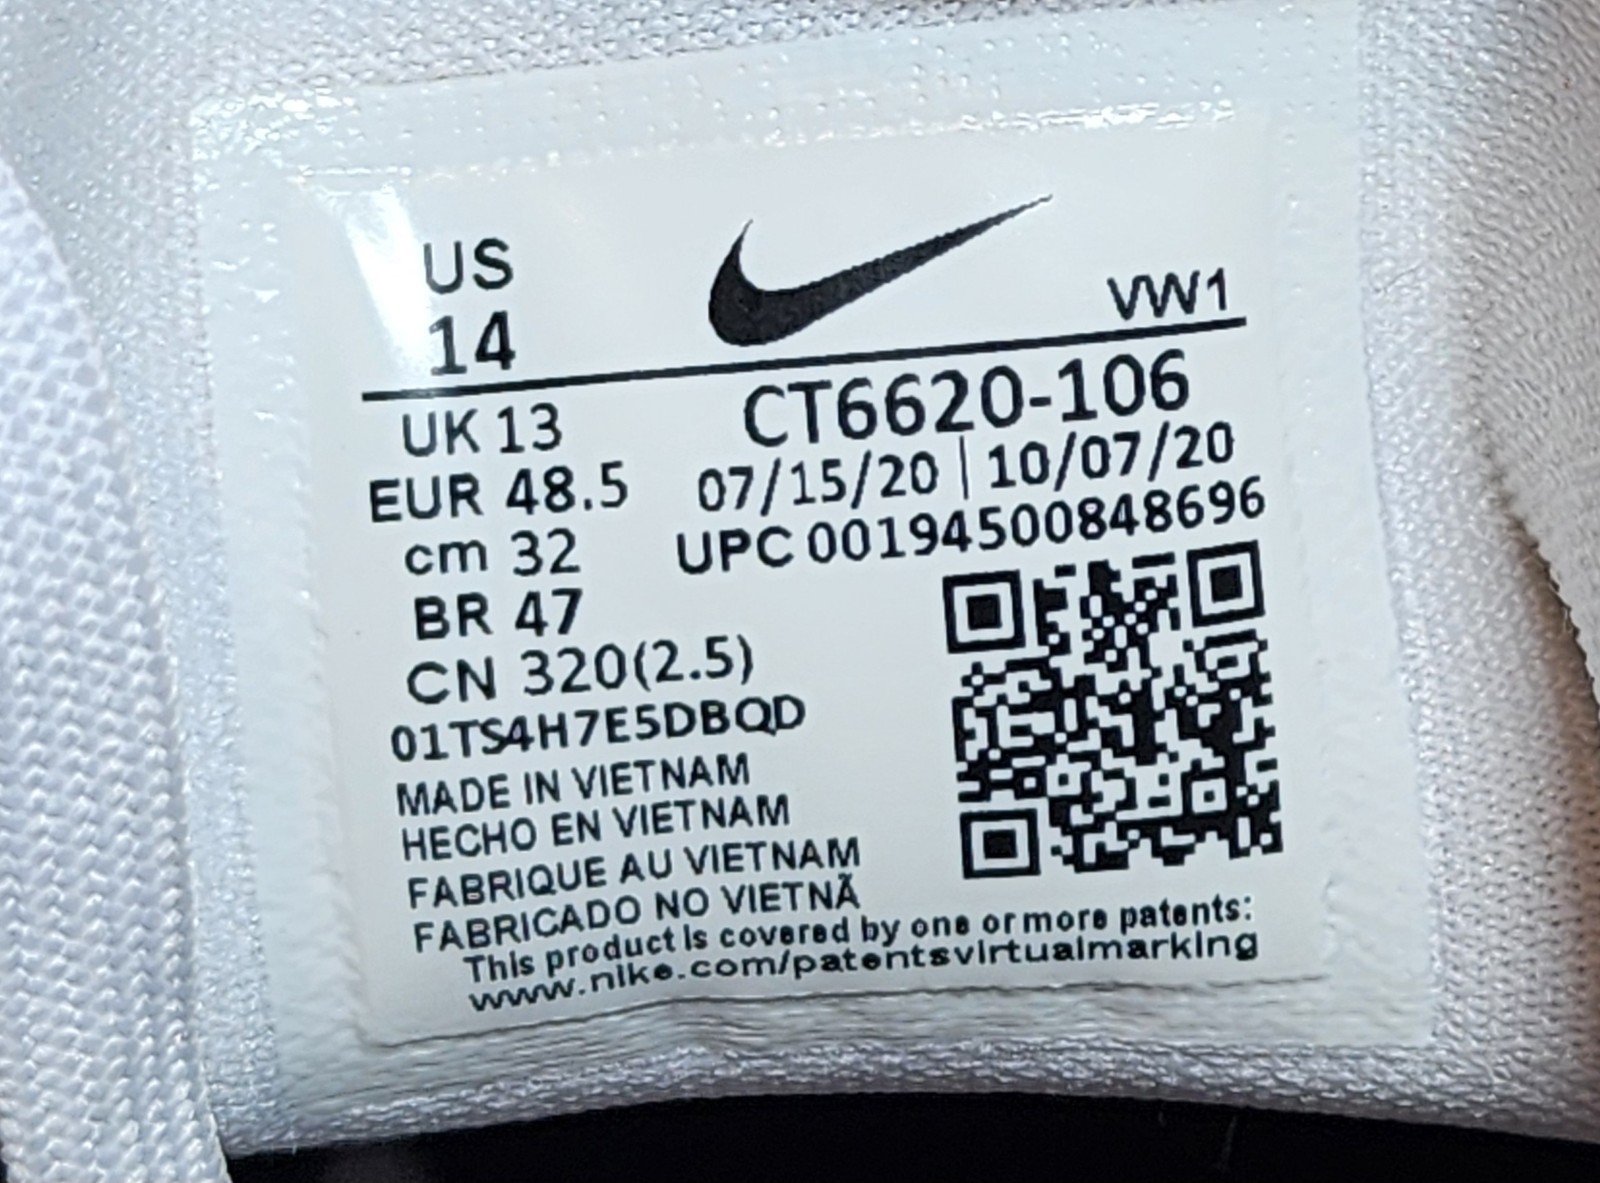 US
14
VW1
UK 13
EUR 48.5
cm 32
BR 47
CN 320(2.5)
CT6620-106
07/15/20 | 10/07/20
UPC 00194500848696
01TS4H7E5DBQD
MADE IN VIETNAM
HECHO EN VIETNAM
FABRIQUE AU VIETNAM
FABRICADO NO VIETNÃ
This product is covered by one or more patents:
www.nike.com/patentsvirtualmarking